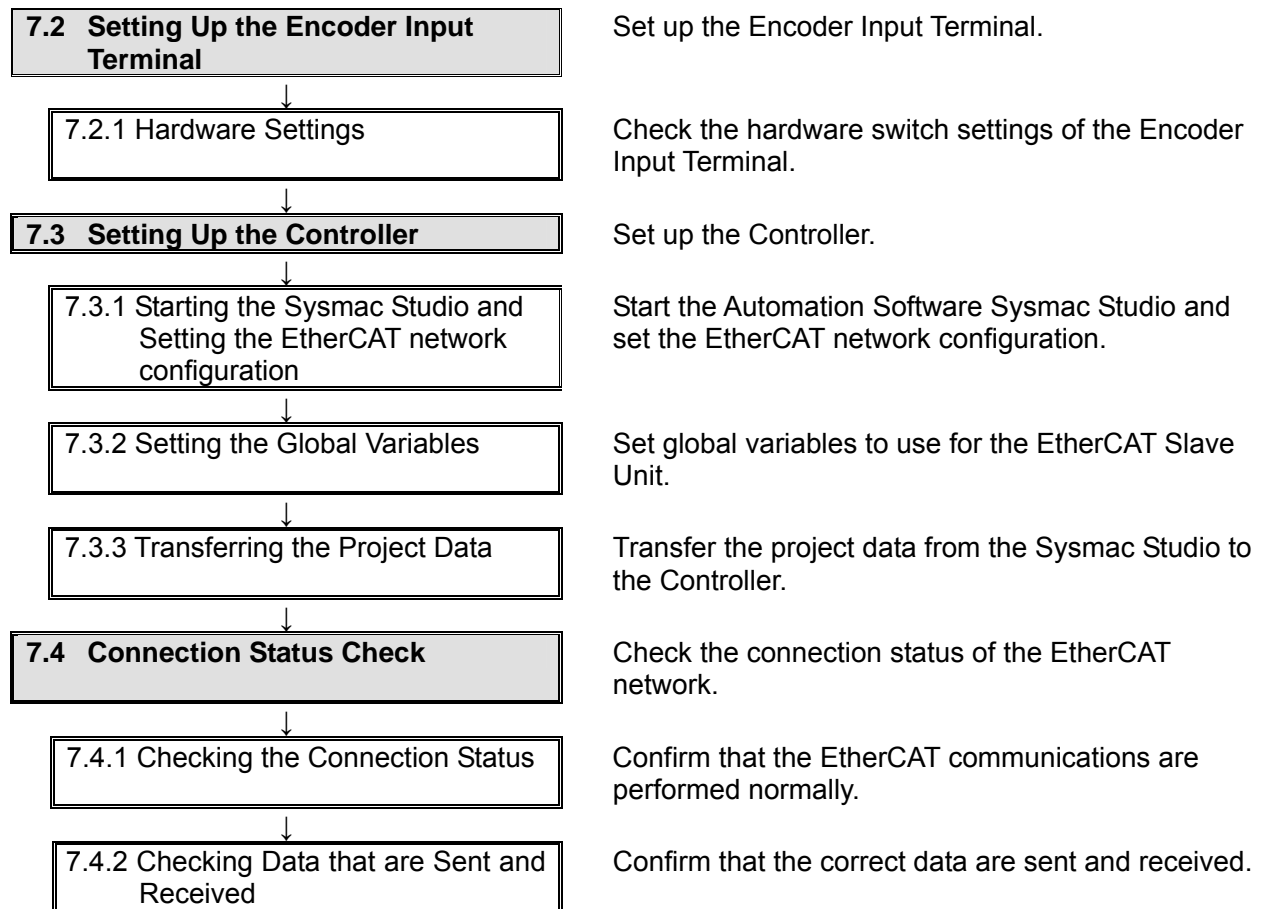 7.2 Setting Up the Encoder Input
Terminal
Set up the Encoder Input Terminal.
↓
7.2.1 Hardware Settings
Check the hardware switch settings of the Encoder
Input Terminal.
↓
7.3 Setting Up the Controller
Set up the Controller.
↓
7.3.1 Starting the Sysmac Studio and
Setting the EtherCAT network
configuration
Start the Automation Software Sysmac Studio and
set the EtherCAT network configuration.
↓
7.3.2 Setting the Global Variables
Set global variables to use for the EtherCAT Slave
Unit.
↓
7.3.3 Transferring the Project Data
Transfer the project data from the Sysmac Studio to
the Controller.
↓
7.4 Connection Status Check
Check the connection status of the EtherCAT
network.
↓
7.4.1 Checking the Connection Status
Confirm that the EtherCAT communications are
performed normally.
↓
7.4.2 Checking Data that are Sent and
Received
Confirm that the correct data are sent and received.